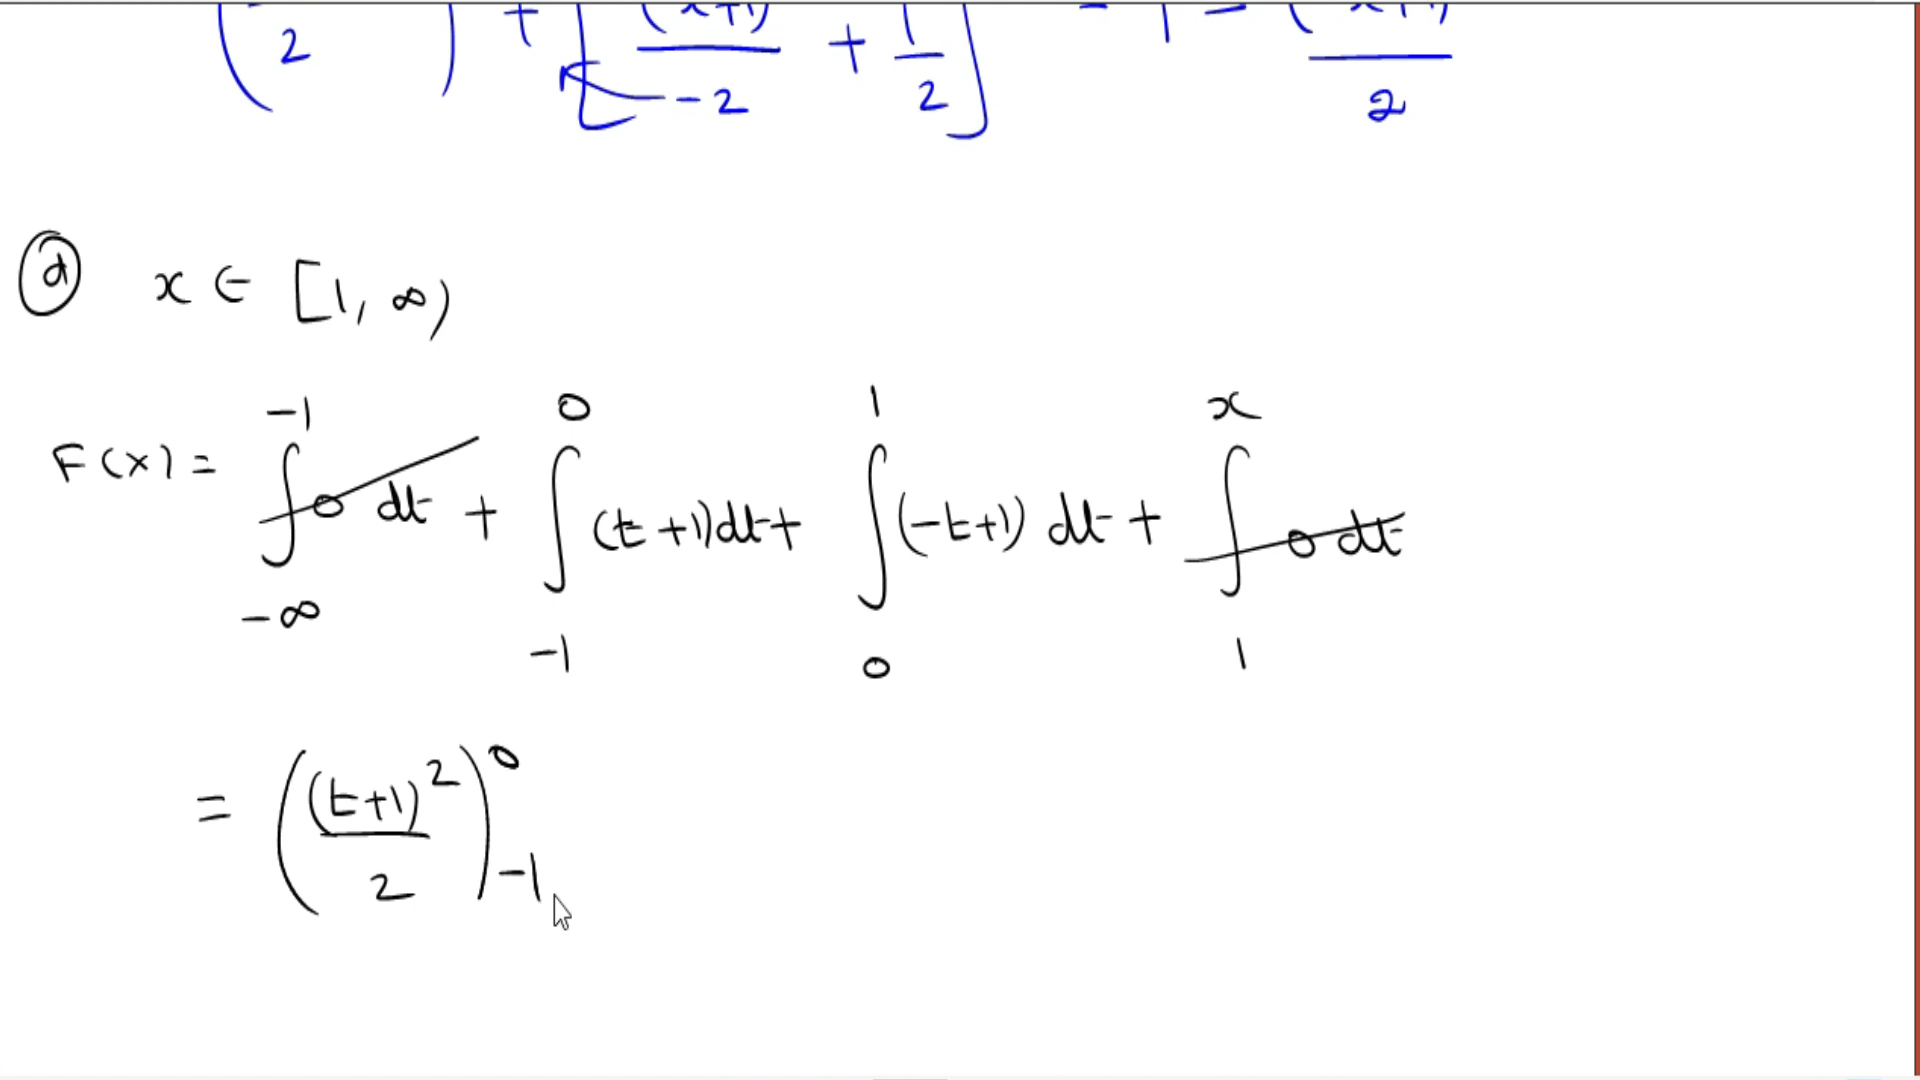 ( 2 ) + [ (x+1) / -2 + 1/2 ] - 1 - (x+1) / 2
(d) x ∈ [1, ∞)
F(x) = ∫_{-∞}^{-1} 0 dt + ∫_{-1}^{0} (t+1)dt + ∫_{0}^{1} (-t+1) dt + ∫_{1}^{x} 0 dt
= ( (t+1)^2 / 2 )_{-1}^{0}